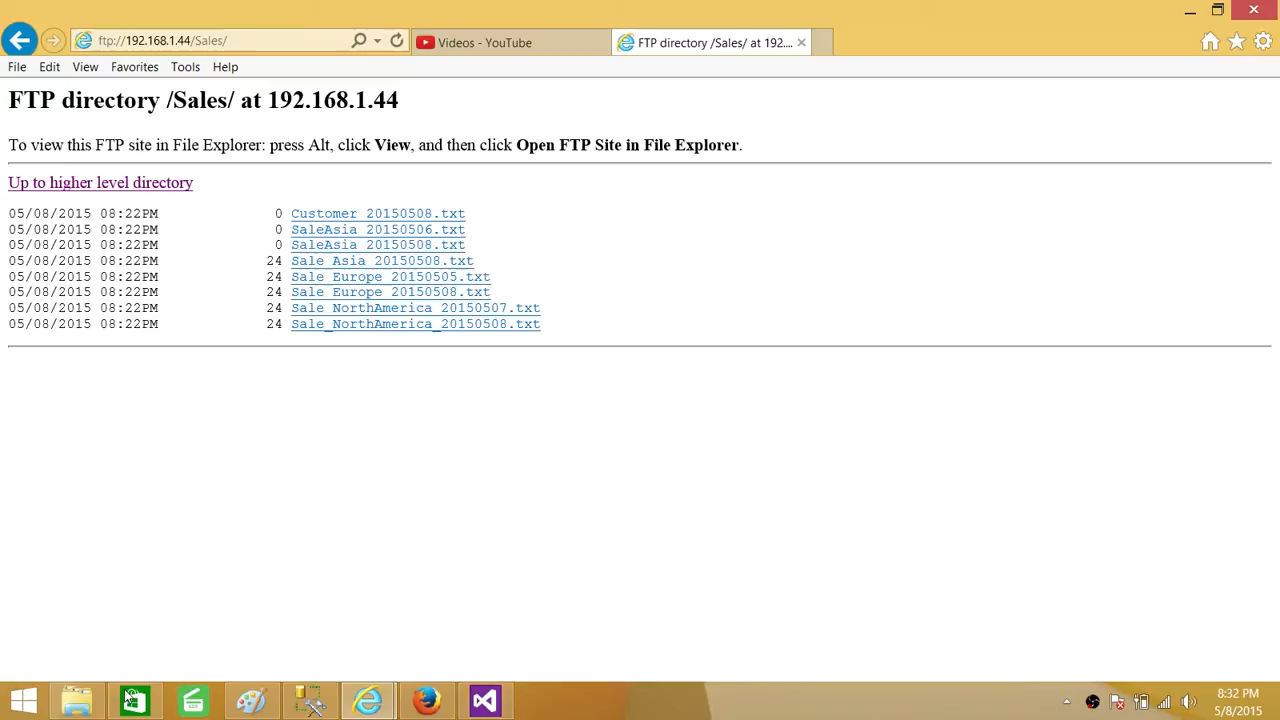 ftp://192.168.1.44/Sales/
Videos - YouTube
FTP directory /Sales/ at 192....
File Edit View Favorites Tools Help
FTP directory /Sales/ at 192.168.1.44
To view this FTP site in File Explorer: press Alt, click View, and then click Open FTP Site in File Explorer.
Up to higher level directory
05/08/2015 08:22PM 0 Customer_20150508.txt
05/08/2015 08:22PM 0 SaleAsia_20150506.txt
05/08/2015 08:22PM 0 SaleAsia_20150508.txt
05/08/2015 08:22PM 24 Sale_Asia_20150508.txt
05/08/2015 08:22PM 24 Sale_Europe_20150505.txt
05/08/2015 08:22PM 24 Sale_Europe_20150508.txt
05/08/2015 08:22PM 24 Sale_NorthAmerica_20150507.txt
05/08/2015 08:22PM 24 Sale_NorthAmerica_20150508.txt
8:32 PM
5/8/2015